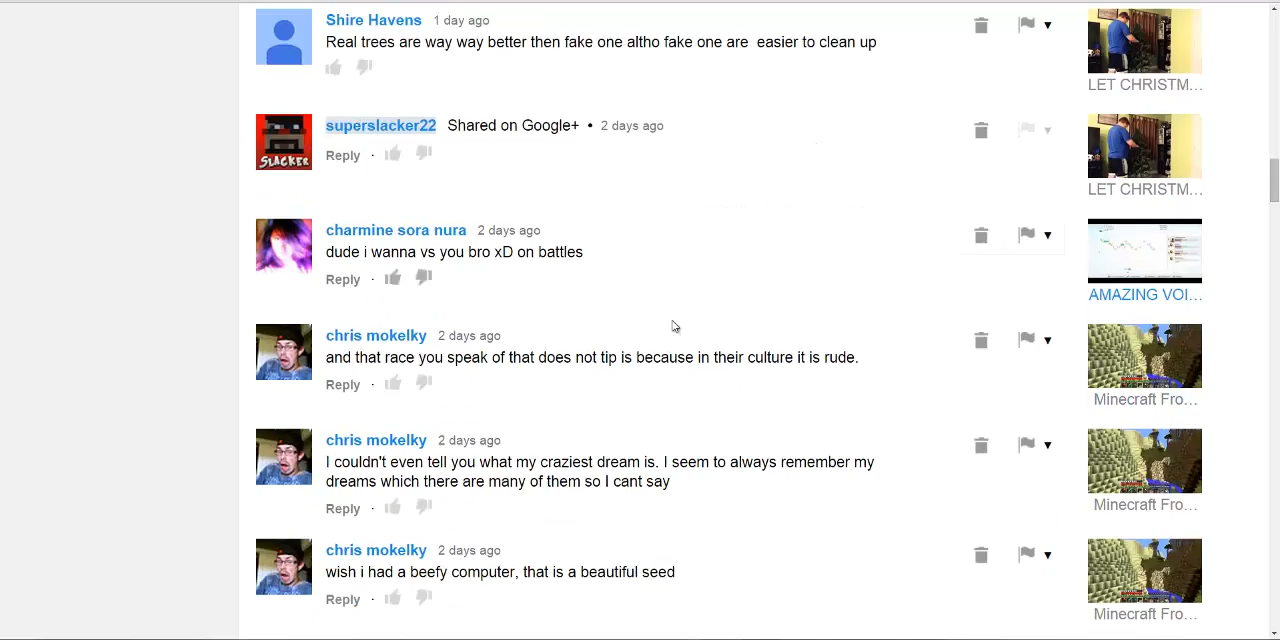 Shire Havens 1 day ago
Real trees are way way better then fake one altho fake one are  easier to clean up
LET CHRISTM...
superslacker22 Shared on Google+ • 2 days ago
SLACKER
Reply ·
LET CHRISTM...
charmine sora nura 2 days ago
dude i wanna vs you bro xD on battles
Reply ·
AMAZING VOI...
chris mokelky 2 days ago
and that race you speak of that does not tip is because in their culture it is rude.
Reply ·
Minecraft Fro...
chris mokelky 2 days ago
I couldn't even tell you what my craziest dream is. I seem to always remember my
dreams which there are many of them so I cant say
Reply ·
Minecraft Fro...
chris mokelky 2 days ago
wish i had a beefy computer, that is a beautiful seed
Reply ·
Minecraft Fro...